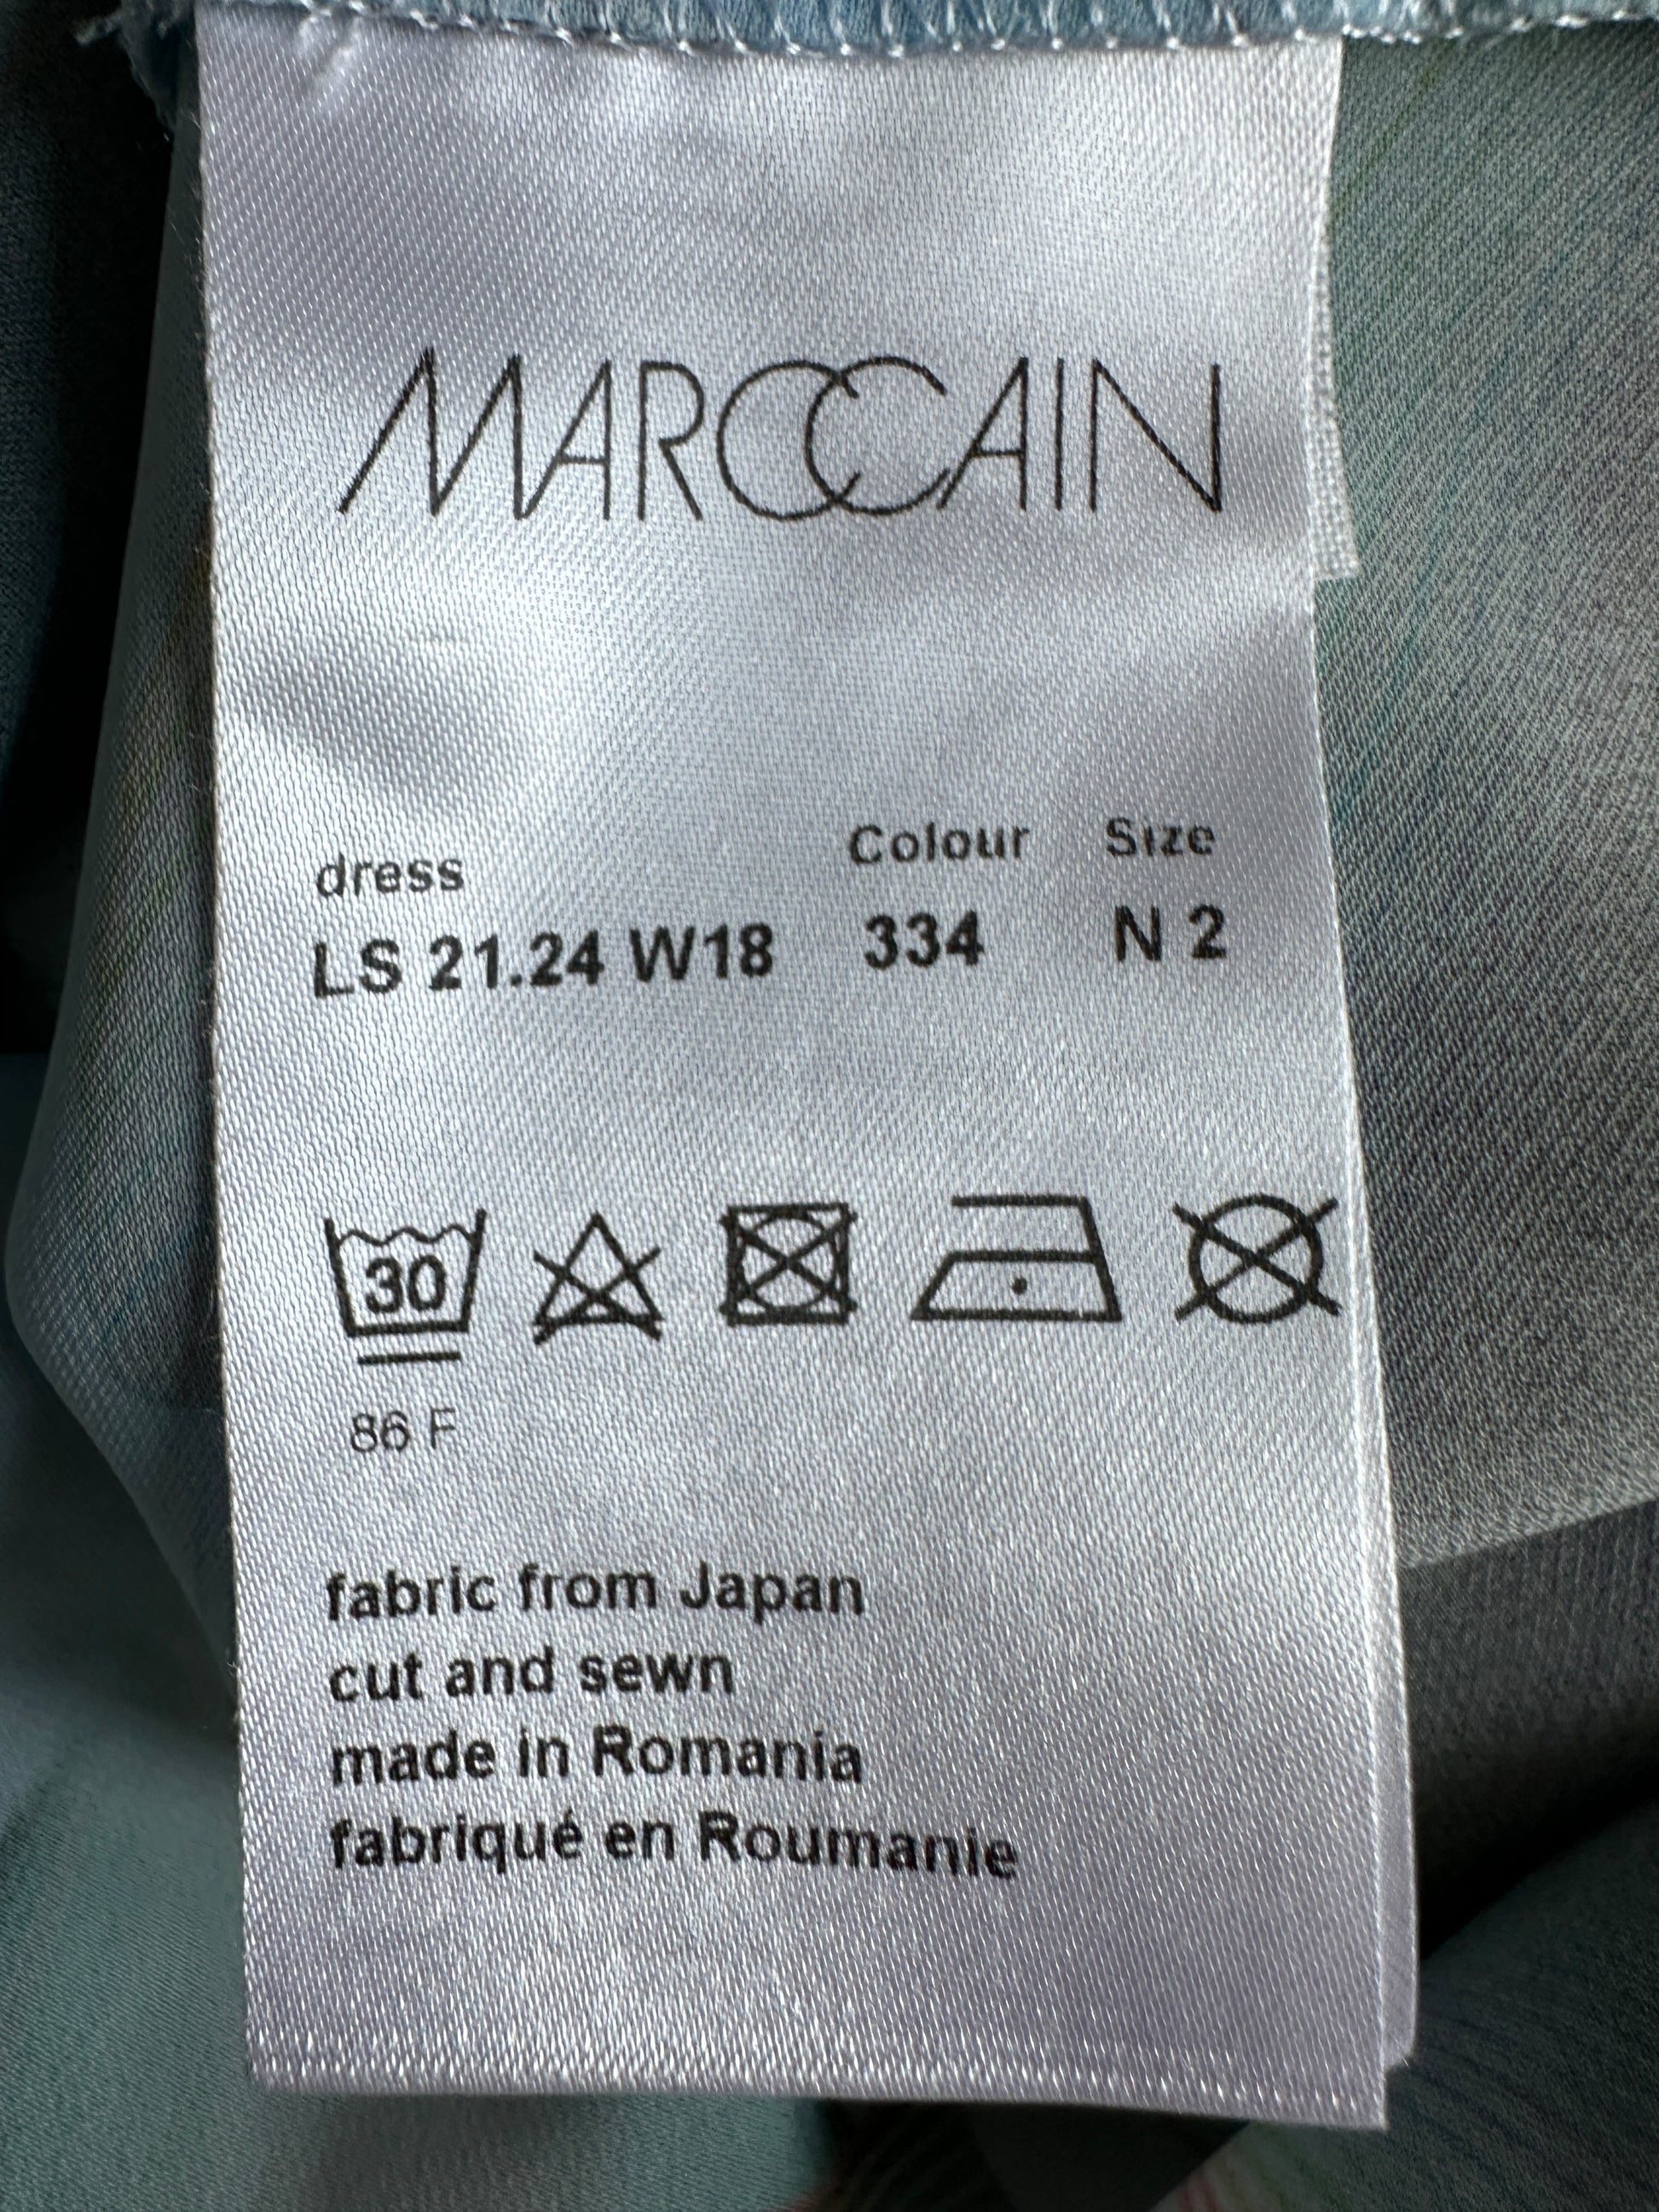 MARCCAIN
dress Colour Size
LS 21.24 W18 334 N 2
30
86 F
fabric from Japan
cut and sewn
made in Romania
fabriqué en Roumanie